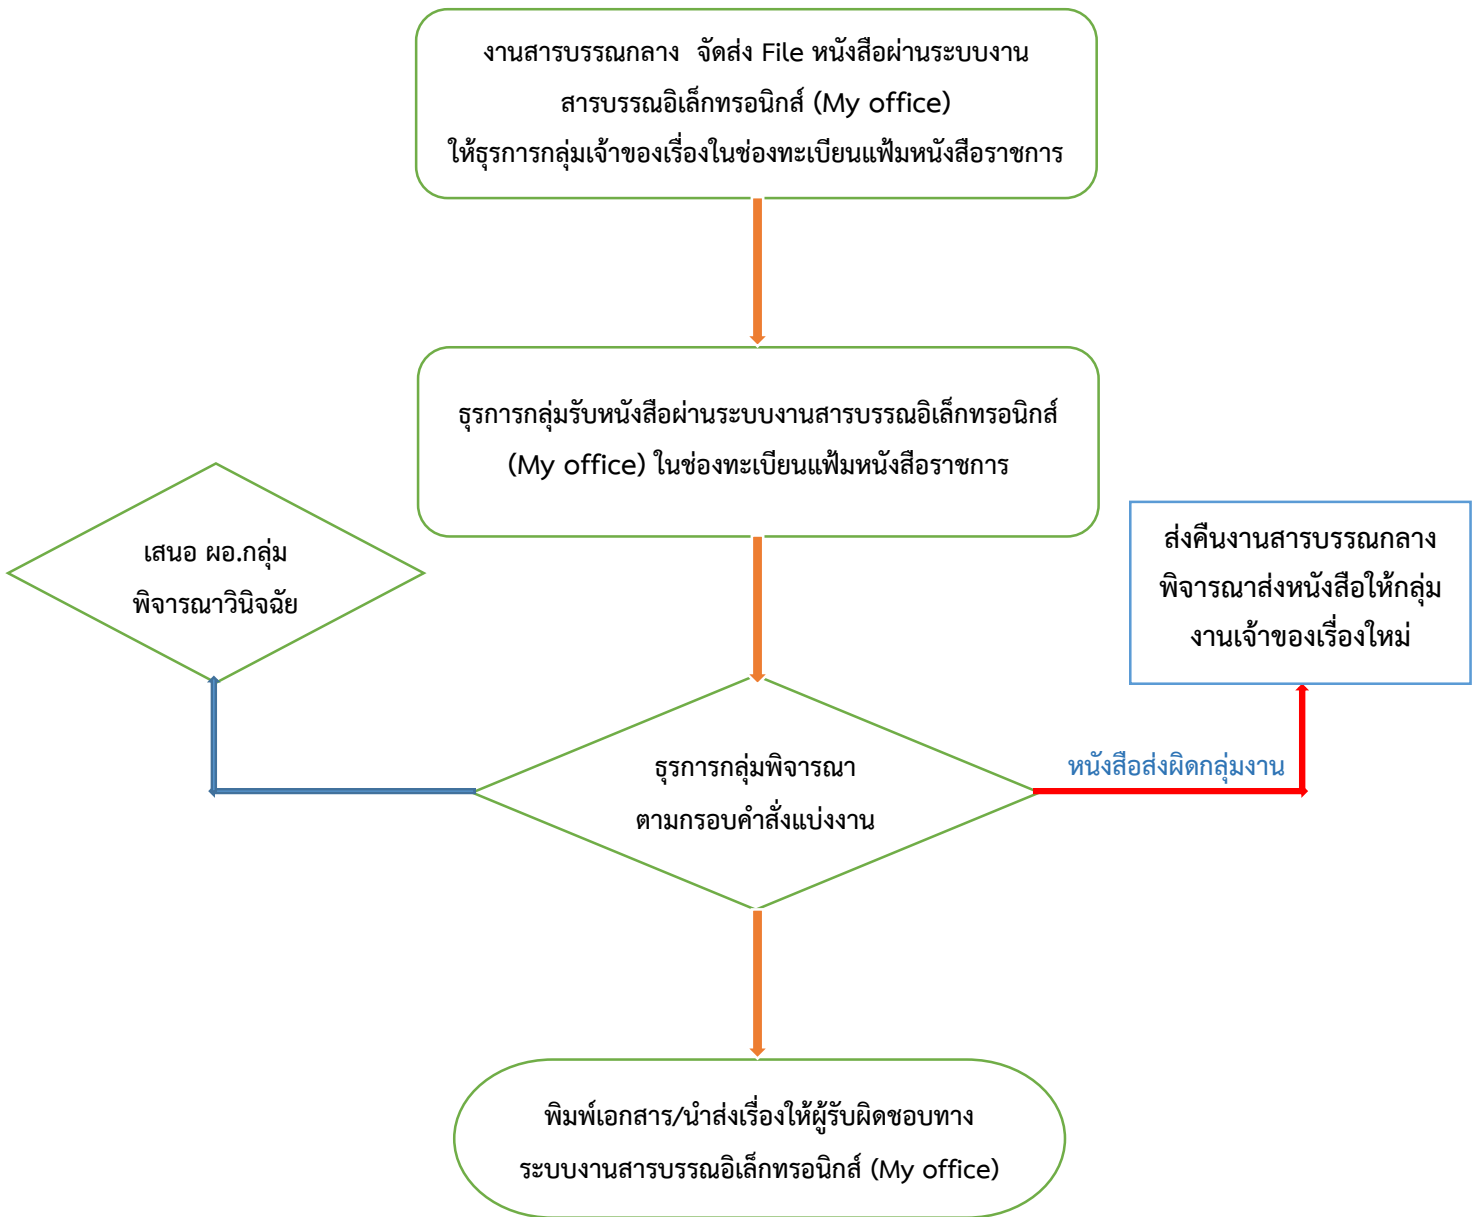 งานสารบรรณกลาง จัดส่ง File หนังสือผ่านระบบงาน
สารบรรณอิเล็กทรอนิกส์ (My office)
ให้ธุรการกลุ่มเจ้าของเรื่องในช่องทะเบียนแฟ้มหนังสือราชการ
ธุรการกลุ่มรับหนังสือผ่านระบบงานสารบรรณอิเล็กทรอนิกส์
(My office) ในช่องทะเบียนแฟ้มหนังสือราชการ
เสนอ ผอ.กลุ่ม
พิจารณาวินิจฉัย
ส่งคืนงานสารบรรณกลาง
พิจารณาส่งหนังสือให้กลุ่ม
งานเจ้าของเรื่องใหม่
หนังสือส่งผิดกลุ่มงาน
ธุรการกลุ่มพิจารณา
ตามกรอบคำสั่งแบ่งงาน
พิมพ์เอกสาร/นำส่งเรื่องให้ผู้รับผิดชอบทาง
ระบบงานสารบรรณอิเล็กทรอนิกส์ (My office)